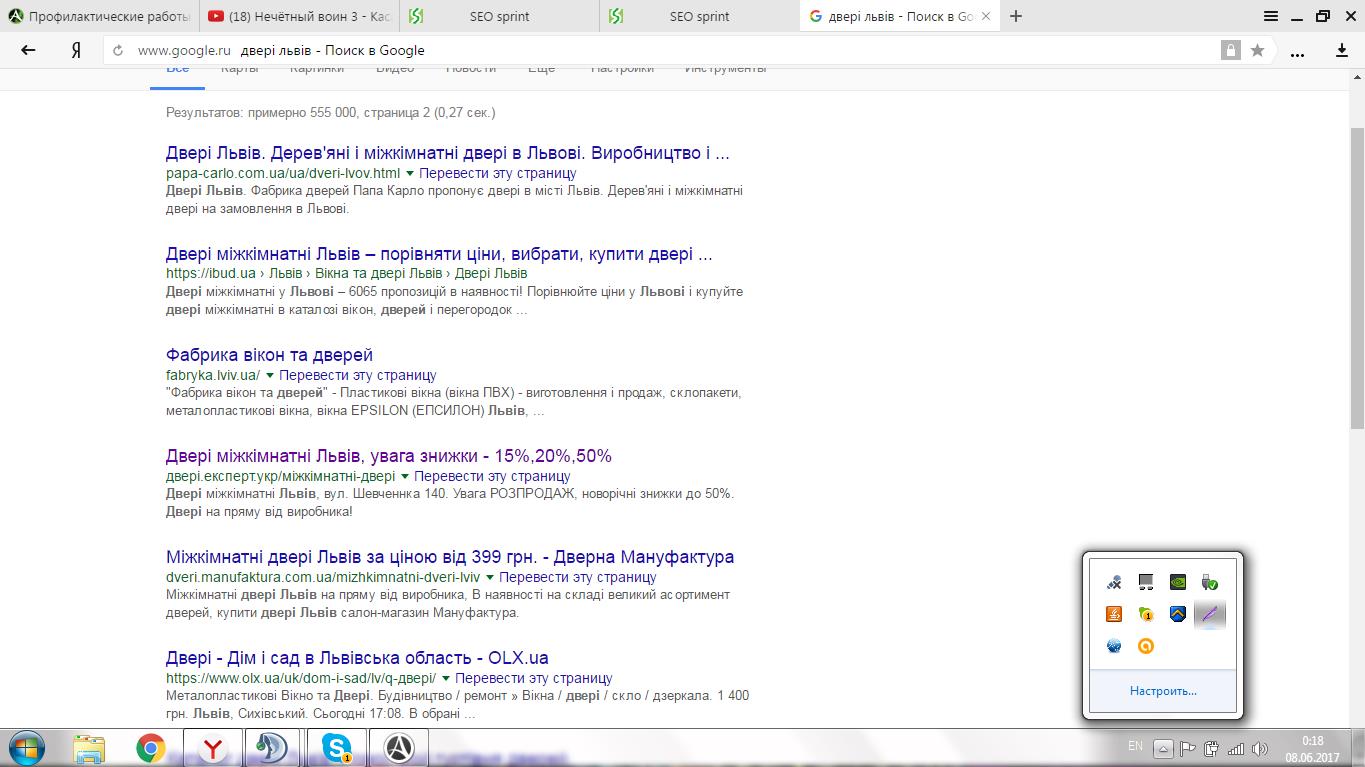 Профилактические работы
(18) Нечётный воин 3 - Кас
SEO sprint
SEO sprint
двері львів - Поиск в Go
www.google.ru двері львів - Поиск в Google
Все Карты Картинки Видео Новости Ещё Настройки Инструменты
Результатов: примерно 555 000, страница 2 (0,27 сек.)
Двері Львів. Дерев'яні і міжкімнатні двері в Львові. Виробництво і ...
papa-carlo.com.ua/ua/dveri-lvov.html Перевести эту страницу
Двері Львів. Фабрика дверей Папа Карло пропонує двері в місті Львів. Дерев'яні і міжкімнатні
двері на замовлення в Львові.
Двері міжкімнатні Львів – порівняти ціни, вибрати, купити двері ...
https://ibud.ua › Львів › Вікна та двері Львів › Двері Львів
Двері міжкімнатні у Львові – 6065 пропозицій в наявності! Порівнюйте ціни у Львові і купуйте
двері міжкімнатні в каталозі вікон, дверей і перегородок ...
Фабрика вікон та дверей
fabryka.lviv.ua/ Перевести эту страницу
"Фабрика вікон та дверей" - Пластикові вікна (вікна ПВХ) - виготовлення і продаж, склопакети,
металопластикові вікна, вікна EPSILON (ЕПСИЛОН) Львів, ...
Двері міжкімнатні Львів, увага знижки - 15%,20%,50%
двері.експерт.укр/міжкімнатні-двері Перевести эту страницу
Двері міжкімнатні Львів, вул. Шевченнка 140. Увага РОЗПРОДАЖ, новорічні знижки до 50%.
Двері на пряму від виробника!
Міжкімнатні двері Львів за ціною від 399 грн. - Дверна Мануфактура
dveri.manufaktura.com.ua/mizhkimnatni-dveri-lviv Перевести эту страницу
Міжкімнатні двері Львів на пряму від виробника, В наявності на складі великий асортимент
дверей, купити двері Львів салон-магазин Мануфактура.
Двері - Дім і сад в Львівська область - OLX.ua
https://www.olx.ua/uk/dom-i-sad/lv/q-двері/ Перевести эту страницу
Металопластикові Вікно та Двері. Будівництво / ремонт » Вікна / двері / скло / дзеркала. 1 400
грн. Львів, Сихівський. Сьогодні 17:08. В обрані ...
Настроить...
EN
0:18
08.06.2017